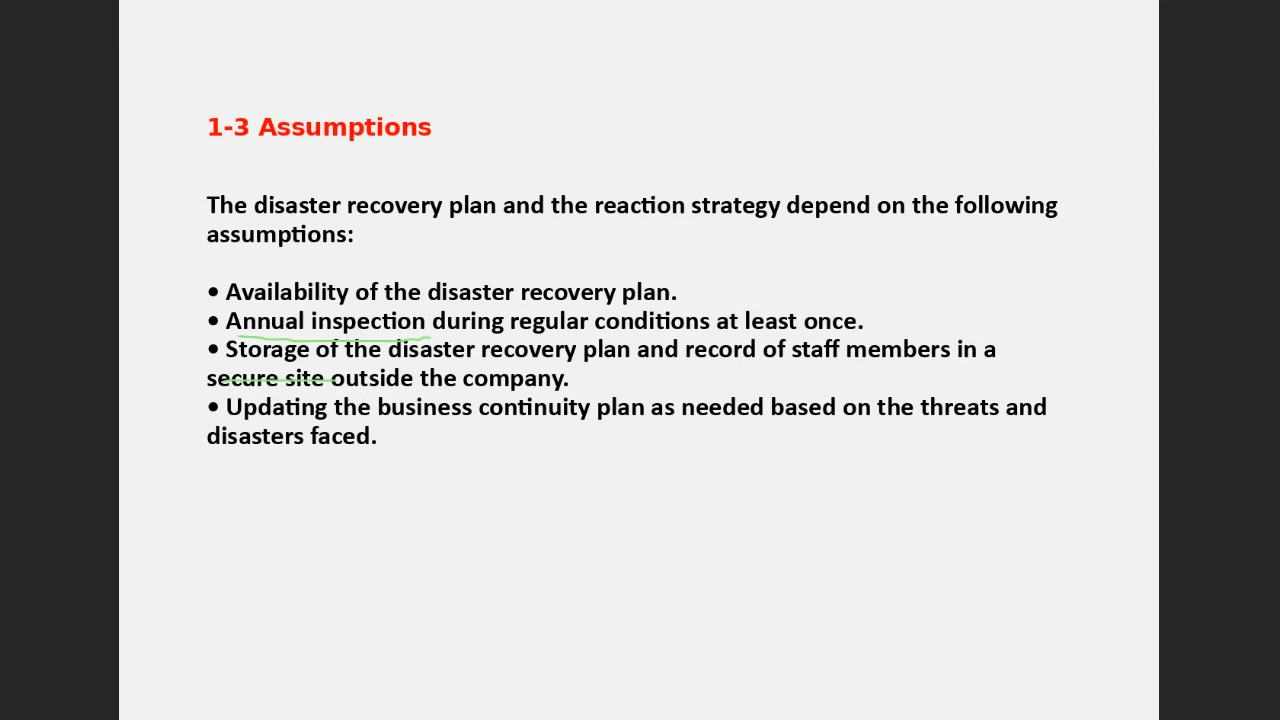 1-3 Assumptions
The disaster recovery plan and the reaction strategy depend on the following
assumptions:
• Availability of the disaster recovery plan.
• Annual inspection during regular conditions at least once.
• Storage of the disaster recovery plan and record of staff members in a
secure site outside the company.
• Updating the business continuity plan as needed based on the threats and
disasters faced.